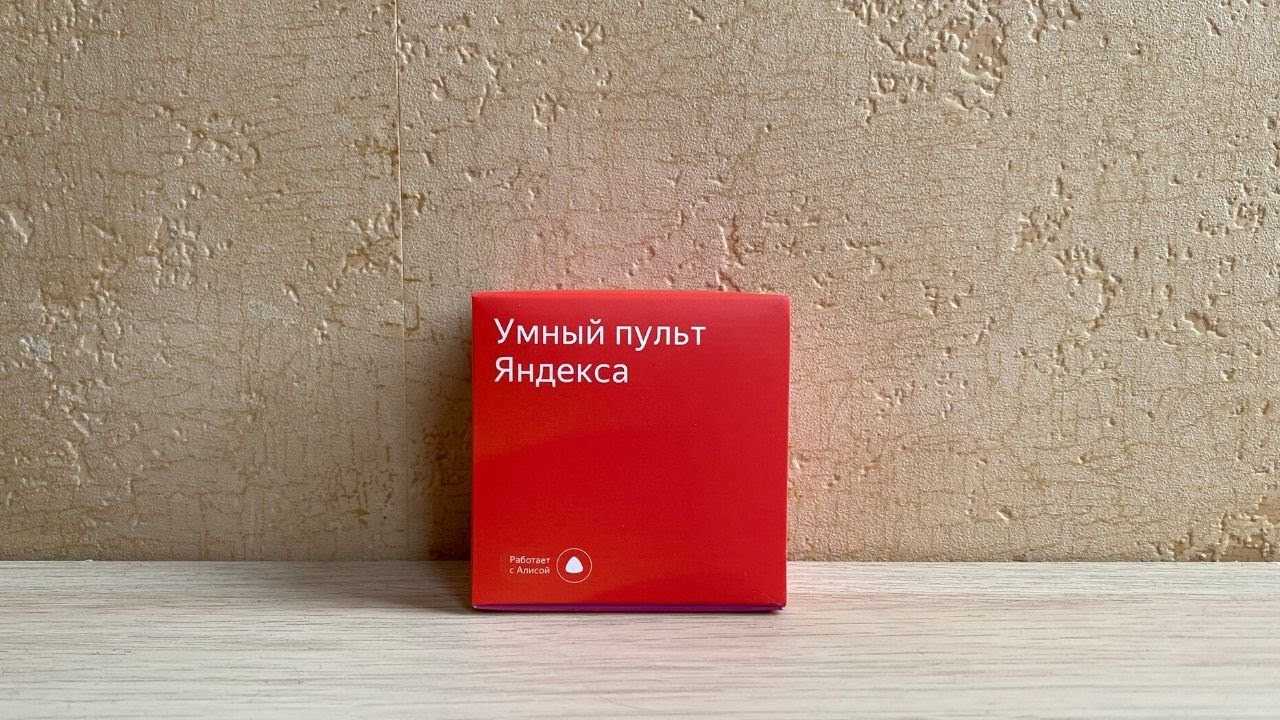 Умный пульт
Яндекса
Работает
с Алисой